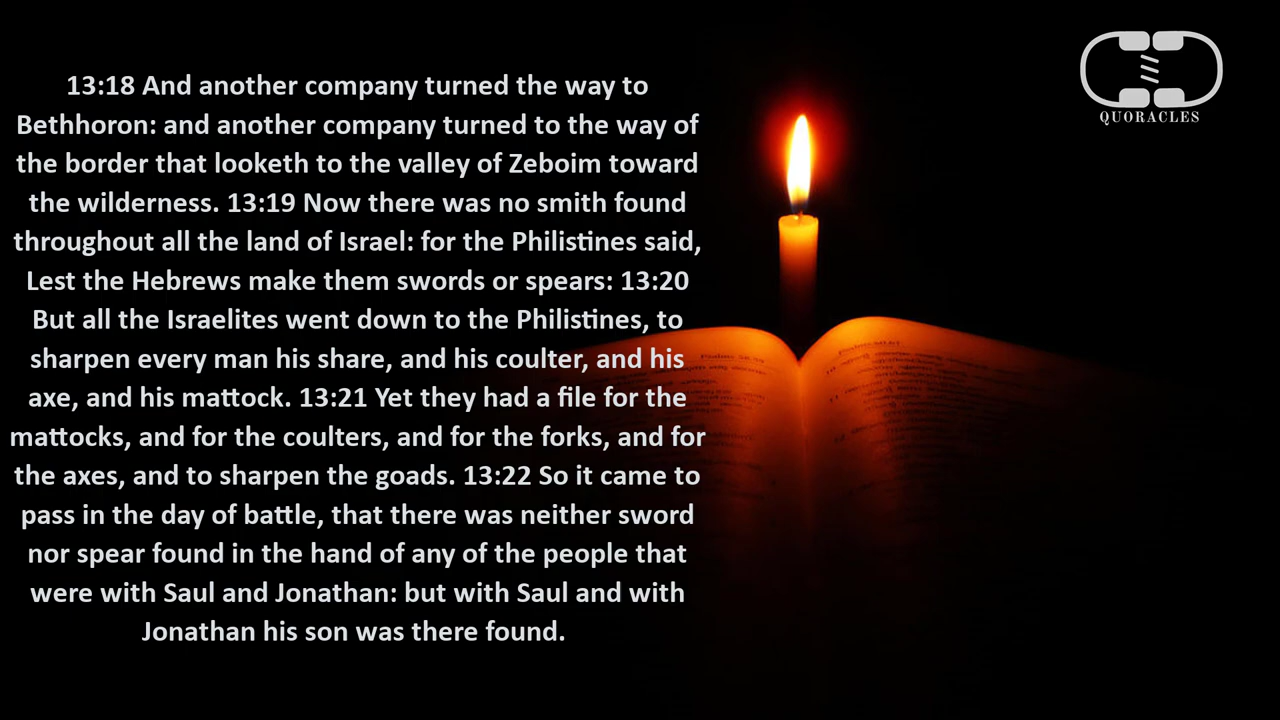 13:18 And another company turned the way to
Bethhoron: and another company turned to the way of
the border that looketh to the valley of Zeboim toward
the wilderness. 13:19 Now there was no smith found
throughout all the land of Israel: for the Philistines said,
Lest the Hebrews make them swords or spears: 13:20
But all the Israelites went down to the Philistines, to
sharpen every man his share, and his coulter, and his
axe, and his mattock. 13:21 Yet they had a file for the
mattocks, and for the coulters, and for the forks, and for
the axes, and to sharpen the goads. 13:22 So it came to
pass in the day of battle, that there was neither sword
nor spear found in the hand of any of the people that
were with Saul and Jonathan: but with Saul and with
Jonathan his son was there found.
QUORACLES